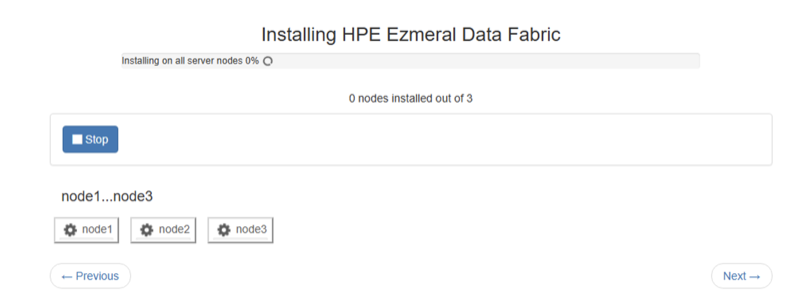 Installing HPE Ezmeral Data Fabric
Installing on all server nodes 0%
0 nodes installed out of 3
Stop
node1...node3
node1 node2 node3
← Previous Next →